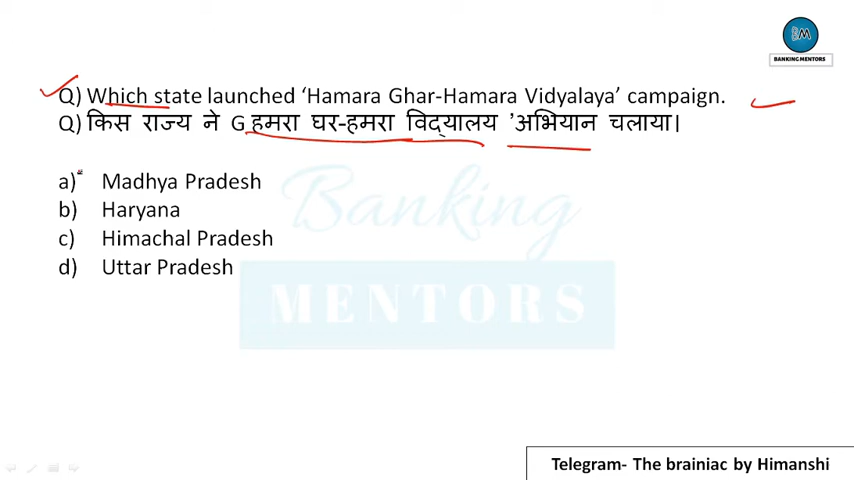 BM
BANKING MENTORS
Q) Which state launched ‘Hamara Ghar-Hamara Vidyalaya’ campaign.
Q) किस राज्य ने G हमरा घर-हमरा विद्यालय ’अभियान चलाया।
a) Madhya Pradesh
b) Haryana
c) Himachal Pradesh
d) Uttar Pradesh
Banking
MENTORS
Telegram- The brainiac by Himanshi